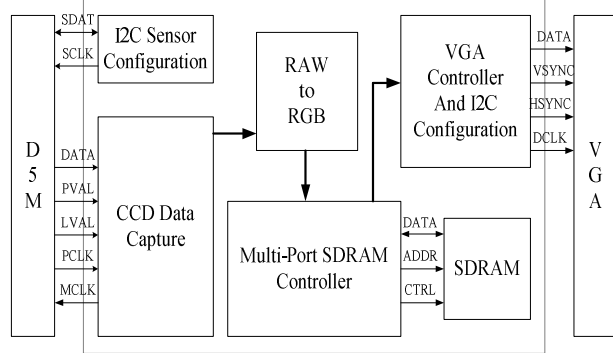 D
5
M
SDAT
SCLK
I2C Sensor
Configuration
DATA
PVAL
LVAL
PCLK
MCLK
CCD Data
Capture
RAW
to
RGB
Multi-Port SDRAM
Controller
DATA
ADDR
CTRL
SDRAM
VGA
Controller
And I2C
Configuration
DATA
VSYNC
HSYNC
DCLK
V
G
A